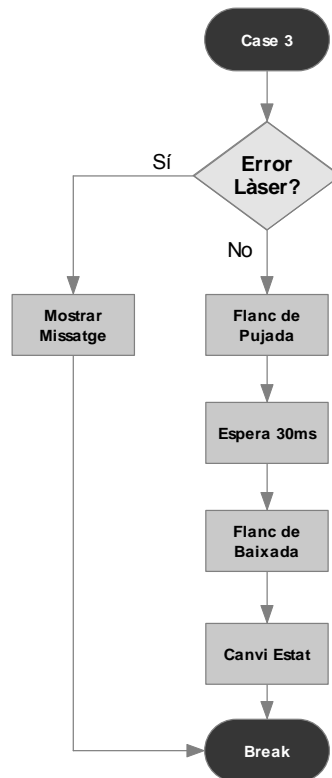 Case 3
Error
Làser?
Sí
No
Mostrar
Missatge
Flanc de
Pujada
Espera 30ms
Flanc de
Baixada
Canvi Estat
Break